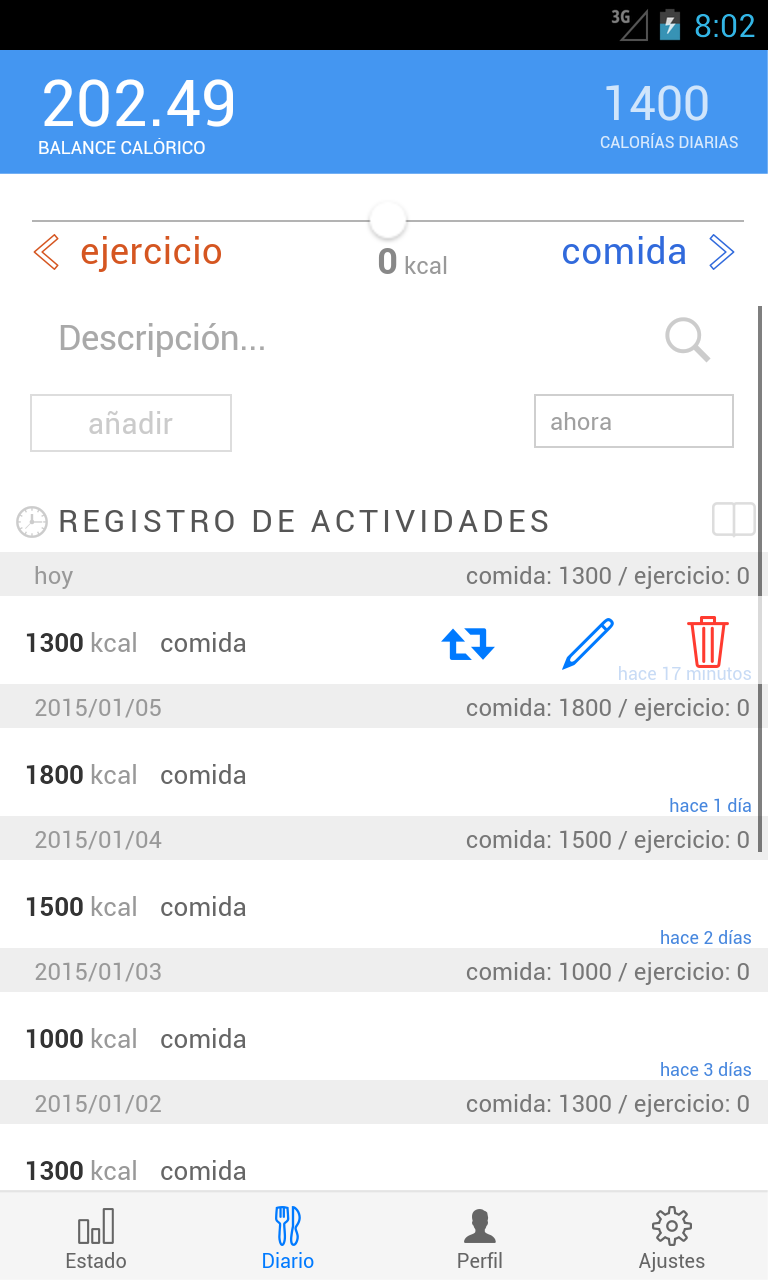 3G 8:02
202.49 1400
BALANCE CALÓRICO CALORÍAS DIARIAS
ejercicio 0 kcal comida
Descripción...
añadir ahora
REGISTRO DE ACTIVIDADES
hoy comida: 1300 / ejercicio: 0
1300 kcal comida
hace 17 minutos
2015/01/05 comida: 1800 / ejercicio: 0
1800 kcal comida
hace 1 día
2015/01/04 comida: 1500 / ejercicio: 0
1500 kcal comida
hace 2 días
2015/01/03 comida: 1000 / ejercicio: 0
1000 kcal comida
hace 3 días
2015/01/02 comida: 1300 / ejercicio: 0
1300 kcal comida
Estado Diario Perfil Ajustes